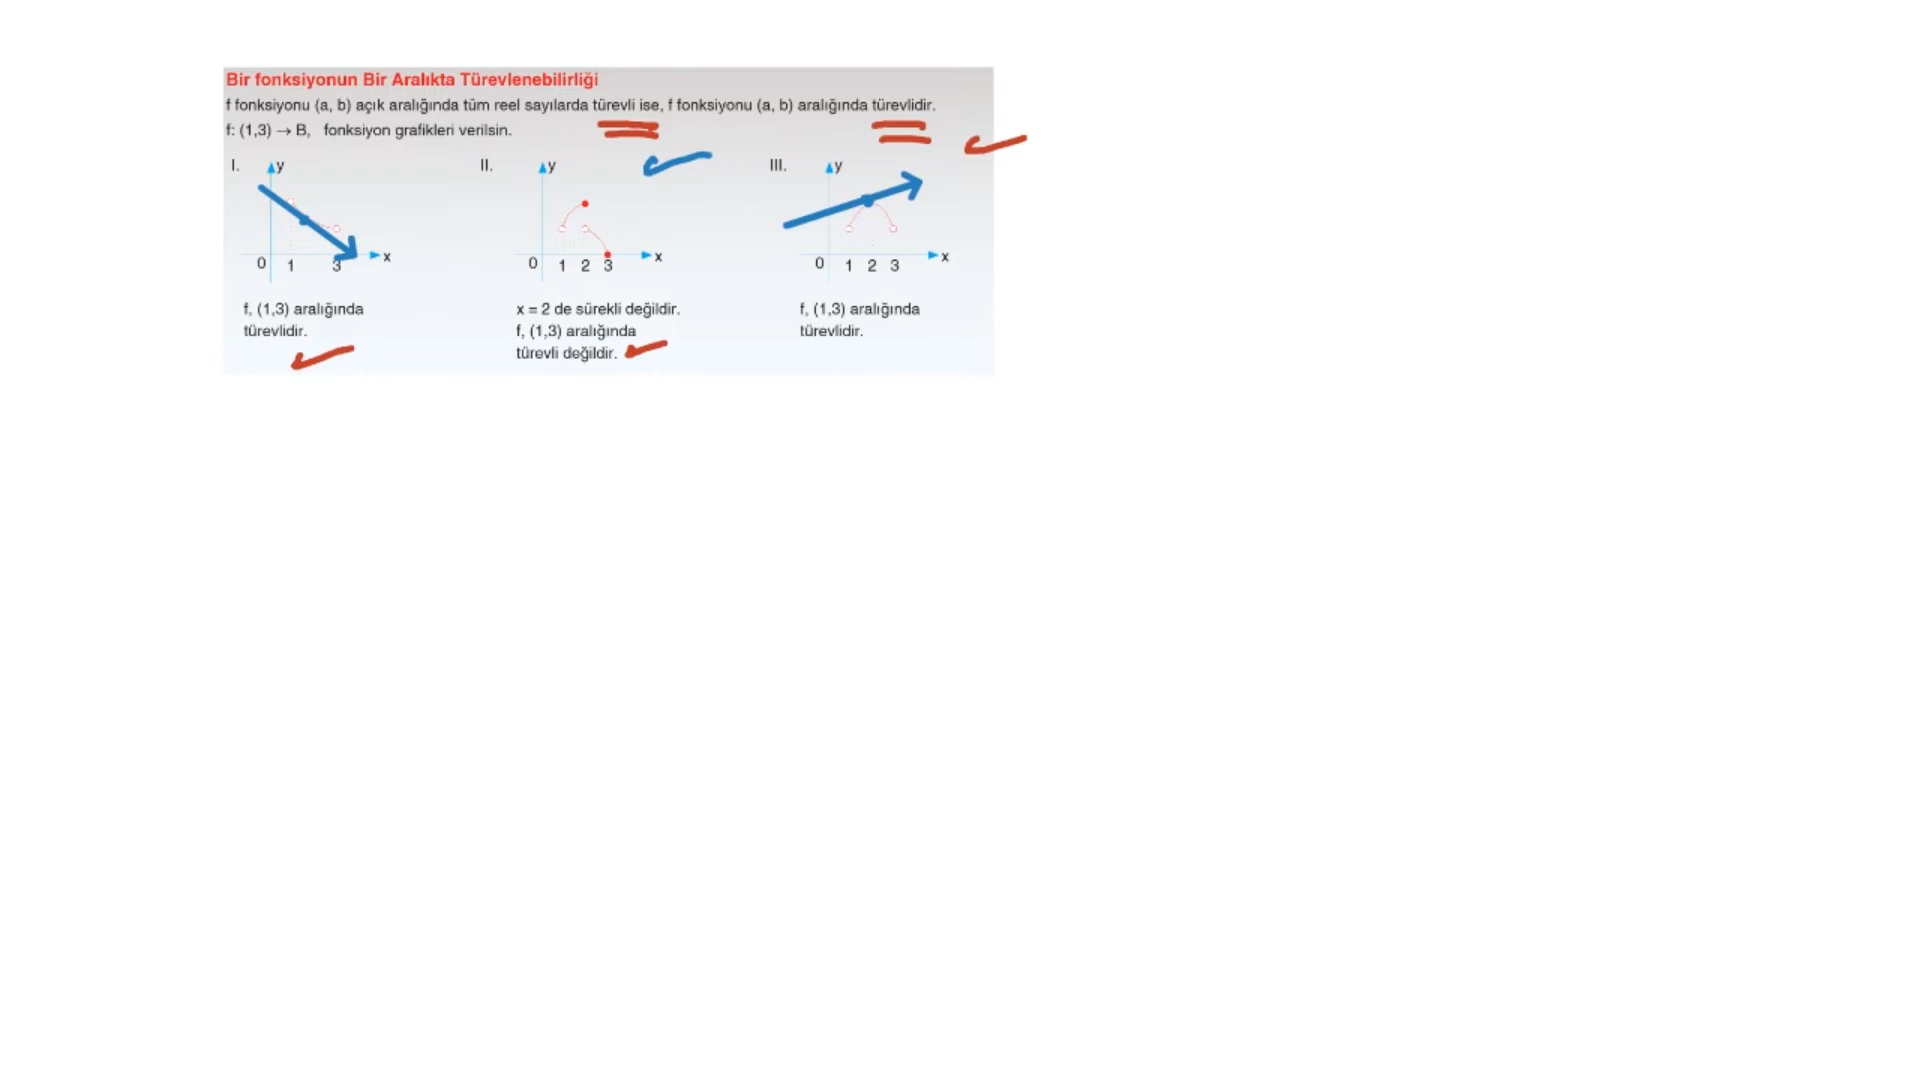 Bir fonksiyonun Bir Aralıkta Türevlenebilirliği
f fonksiyonu (a, b) açık aralığında tüm reel sayılarda türevli ise, f fonksiyonu (a, b) aralığında türevlidir.
f: (1,3) → B, fonksiyon grafikleri verilsin.
I.
y
0
1
3
x
f, (1,3) aralığında
türevlidir.
II.
y
0
1
2
3
x
x = 2 de sürekli değildir.
f, (1,3) aralığında
türevli değildir.
III.
y
0
1
2
3
x
f, (1,3) aralığında
türevlidir.